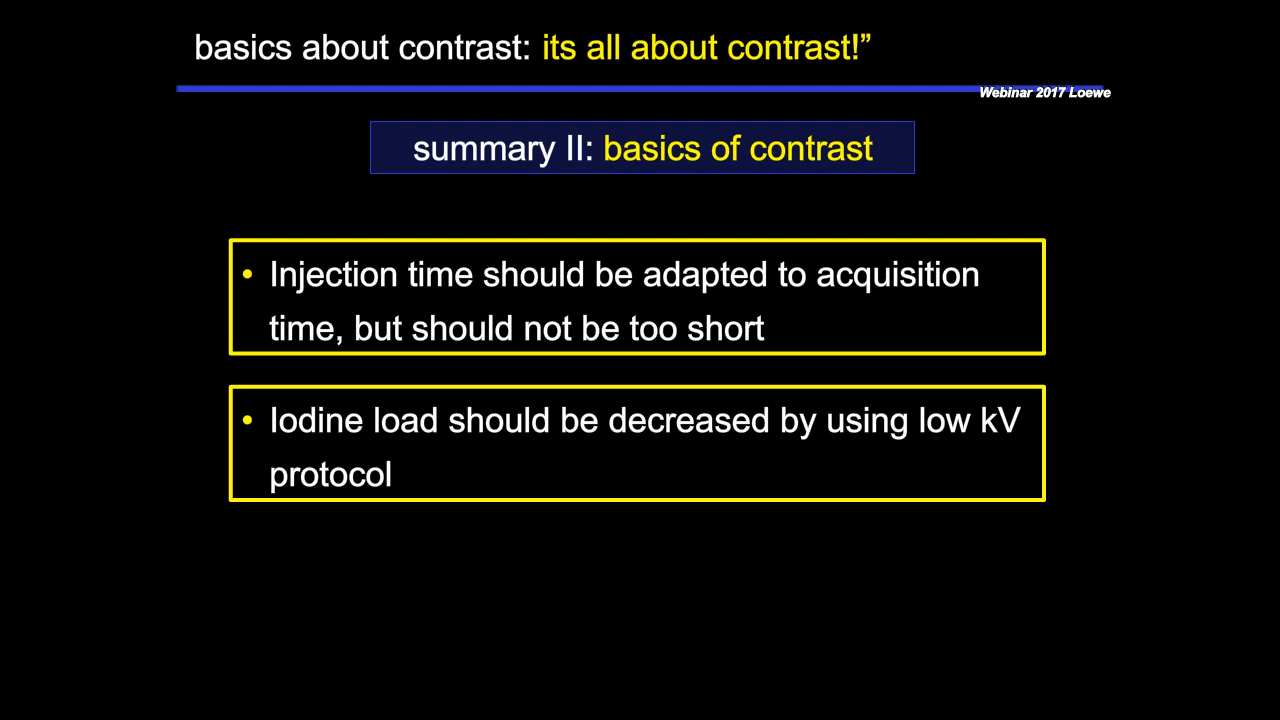 basics about contrast: its all about contrast!”
Webinar 2017 Loewe
summary II: basics of contrast
• Injection time should be adapted to acquisition
time, but should not be too short
• Iodine load should be decreased by using low kV
protocol